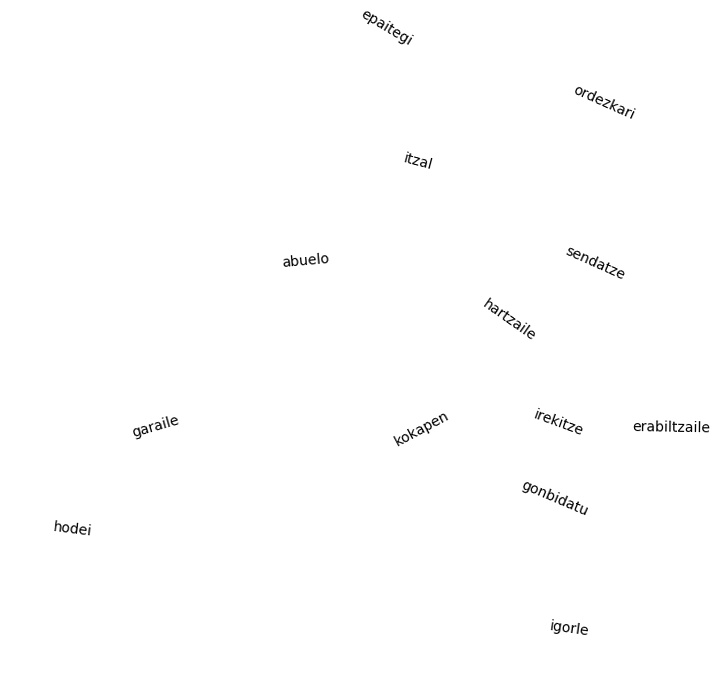 epaitegi
ordezkari
itzal
abuelo
sendatze
hartzaile
garaile
kokapen
irekitze
erabiltzaile
gonbidatu
hodei
igorle